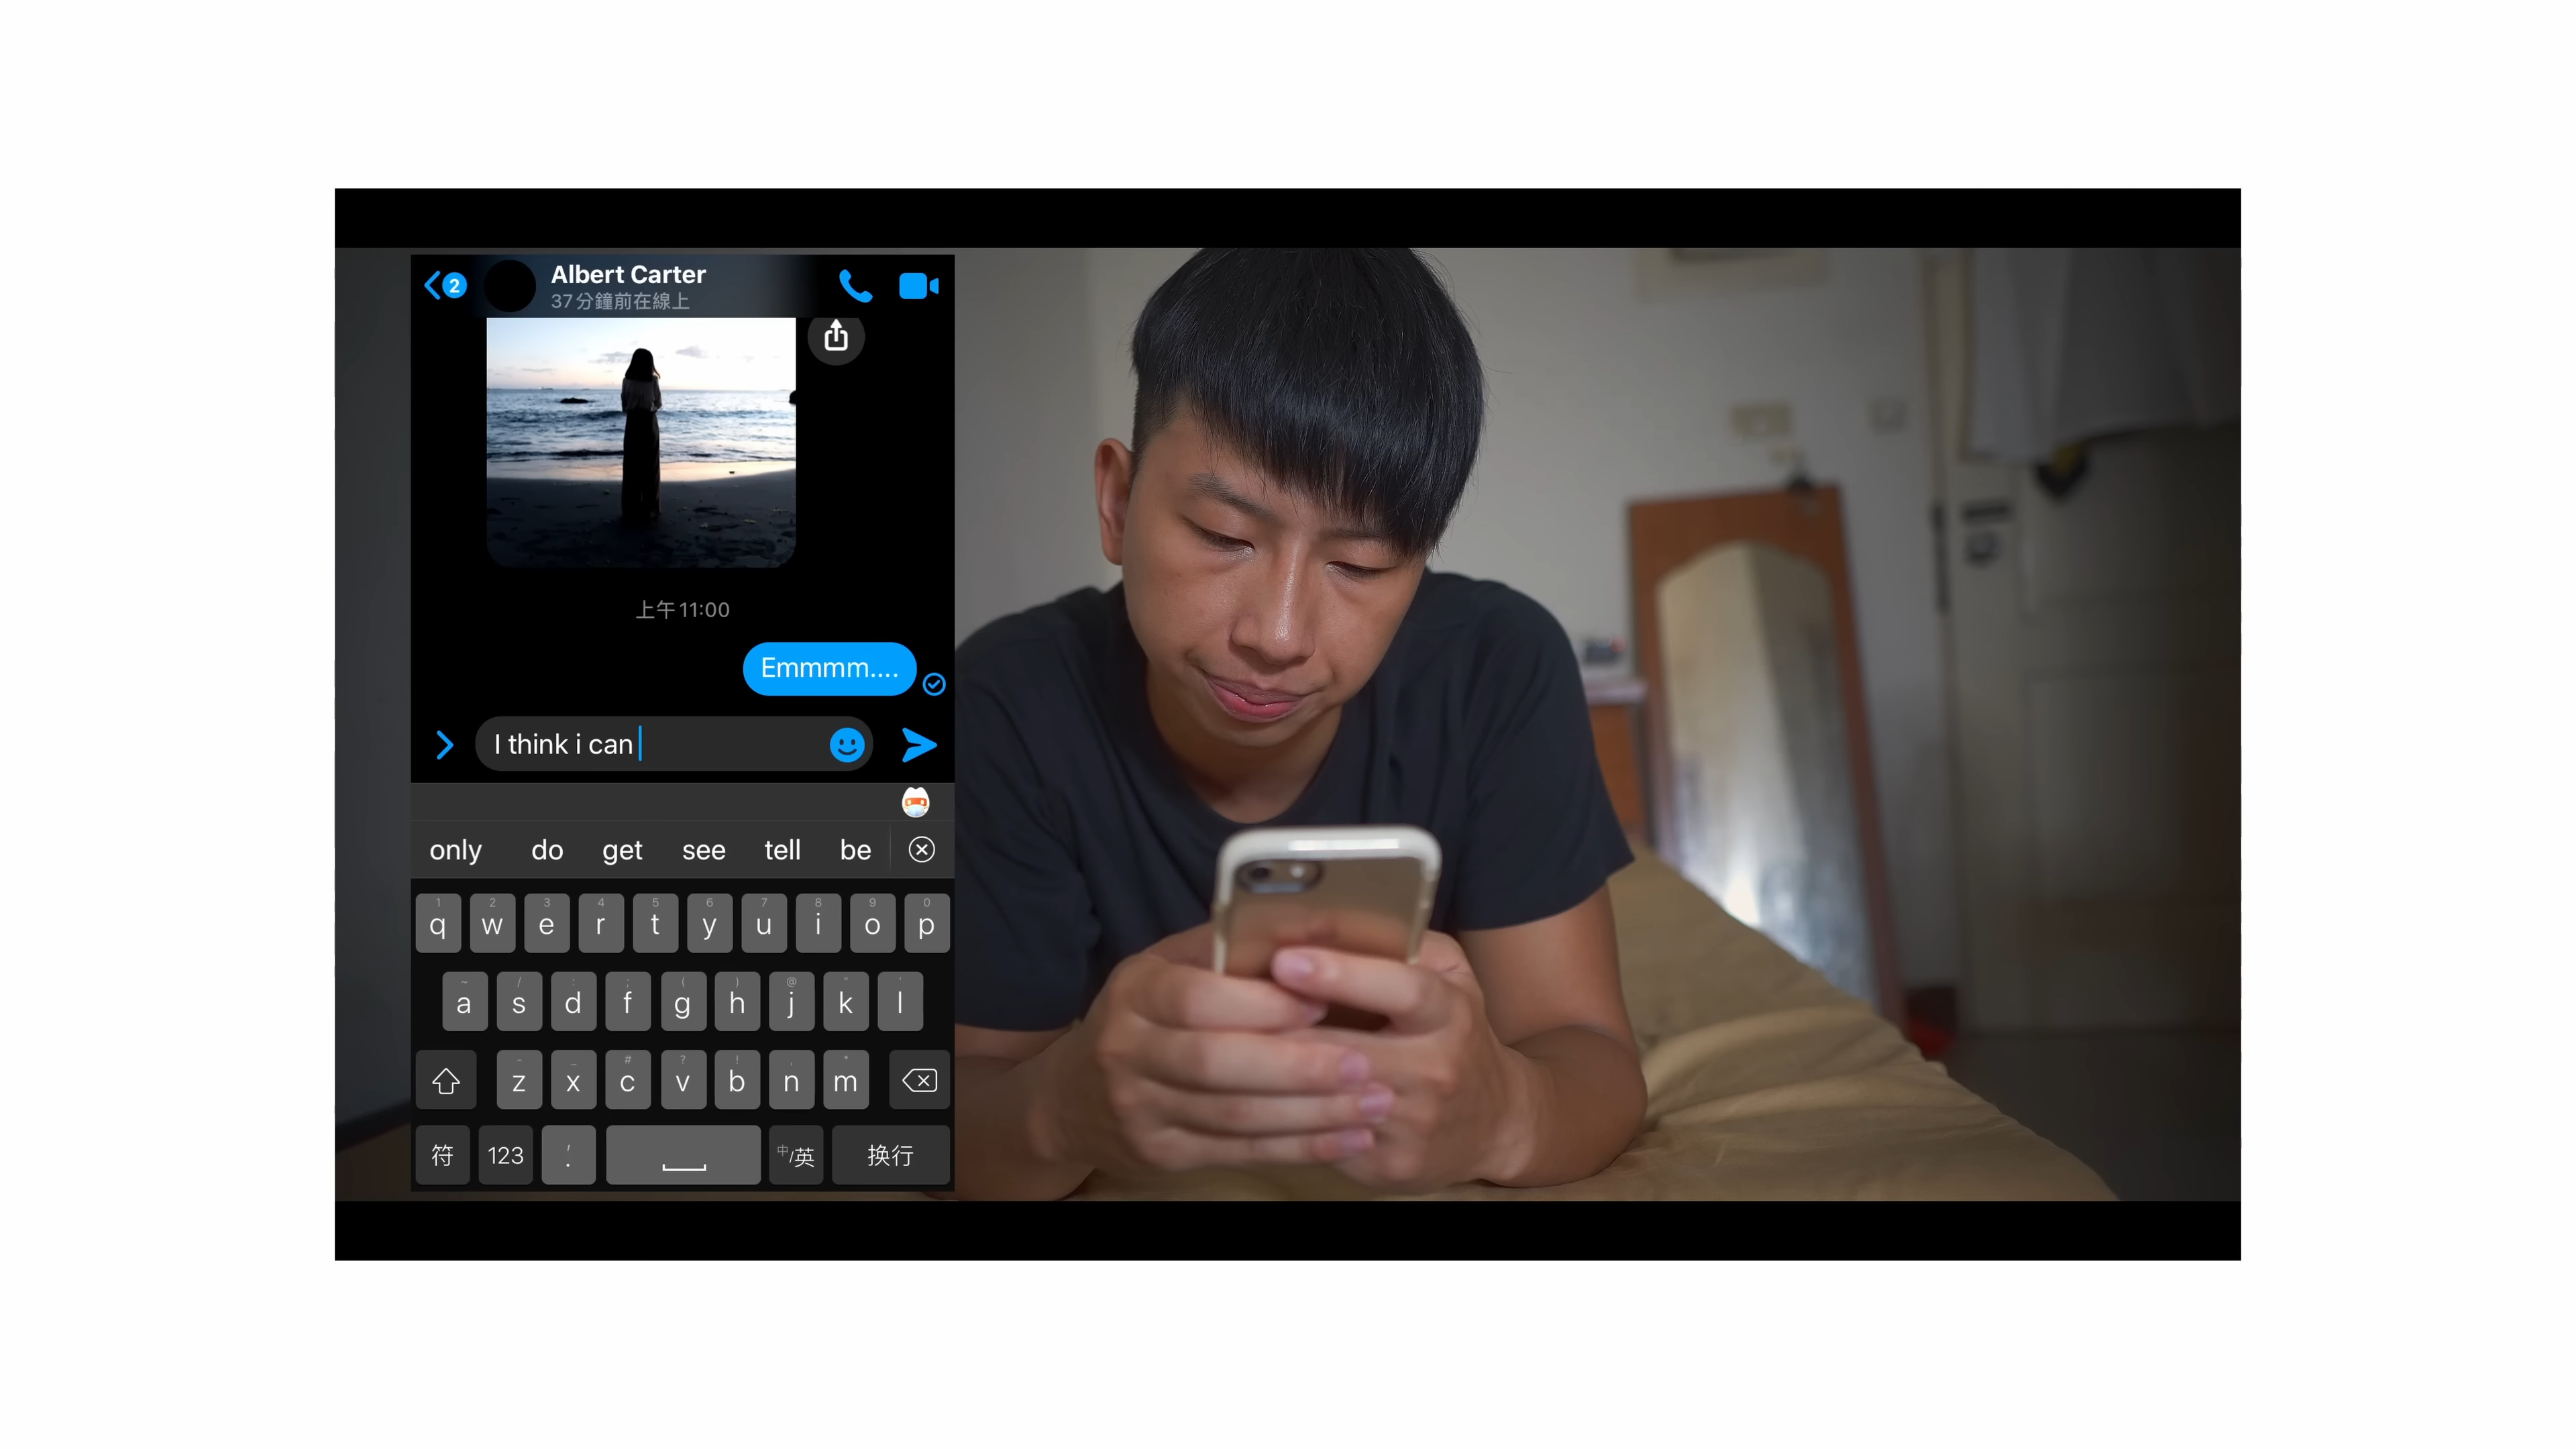 2
Albert Carter
37分鐘前在線上
上午11:00
Emmmm....
I think i can
only do get see tell be
1 2 3 4 5 6 7 8 9 0
q w e r t y u i o p
~ / : ; ( ) @ " '
a s d f g h j k l
- _ # ? ! , *
z x c v b n m
符 123 ' . 中/英 换行